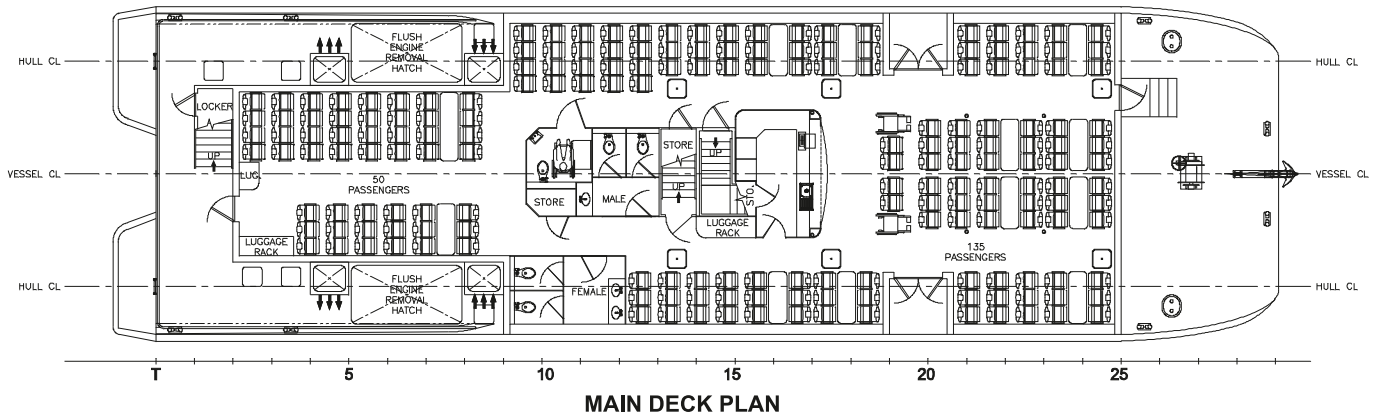 FLUSH
ENGINE
REMOVAL
HATCH
HULL CL
HULL CL
LOCKER
UP
LUG.
VESSEL CL
50
PASSENGERS
STORE
UP
UP
STO.
STORE
MALE
LUGGAGE
RACK
VESSEL CL
LUGGAGE
RACK
135
PASSENGERS
HULL CL
FLUSH
ENGINE
REMOVAL
HATCH
FEMALE
HULL CL
T 5 10 15 20 25
MAIN DECK PLAN